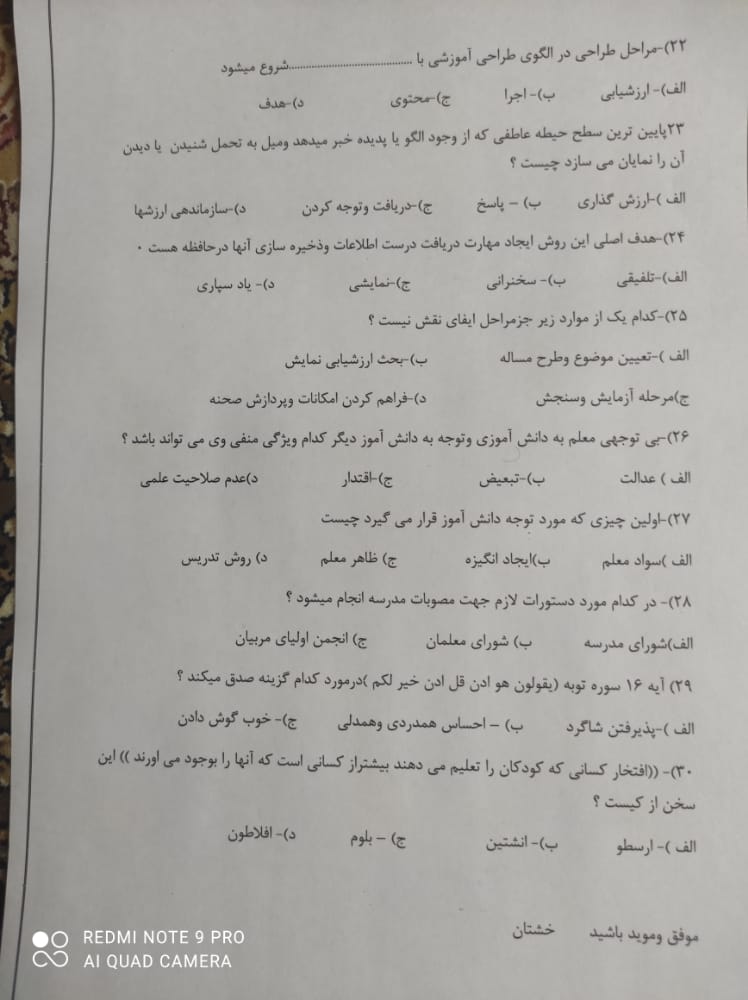 ۲۲)-مراحل طراحی در الگوی طراحی آموزشی با ..........................................شروع میشود
الف)- ارزشیابی ب)- اجرا ج)-محتوی د)-هدف
۲۳پایین ترین سطح حیطه عاطفی که از وجود الگو یا پدیده خبر میدهد ومیل به تحمل شنیدن یا دیدن
آن را نمایان می سازد چیست ؟
الف )-ارزش گذاری ب)- پاسخ ج)-دریافت وتوجه کردن د)-سازماندهی ارزشها
۲۴)-هدف اصلی این روش ایجاد مهارت دریافت درست اطلاعات وذخیره سازی آنها درحافظه هست ۰
الف)-تلفیقی ب)- سخنرانی ج)-نمایشی د)- یاد سپاری
۲۵)-کدام یک از موارد زیر جزمراحل ایفای نقش نیست ؟
الف )-تعیین موضوع وطرح مساله ب)-بحث ارزشیابی نمایش
ج)مرحله آزمایش وسنجش د)-فراهم کردن امکانات وپردازش صحنه
۲۶)-بی توجهی معلم به دانش آموزی وتوجه به دانش آموز دیگر کدام ویژگی منفی وی می تواند باشد ؟
الف ) عدالت ب)-تبعیض ج)-اقتدار د)عدم صلاحیت علمی
۲۷)-اولین چیزی که مورد توجه دانش آموز قرار می گیرد چیست
الف )سواد معلم ب)ایجاد انگیزه ج) ظاهر معلم د) روش تدریس
۲۸)- در کدام مورد دستورات لازم جهت مصوبات مدرسه انجام میشود ؟
الف)شورای مدرسه ب) شورای معلمان ج) انجمن اولیای مربیان
۲۹) آیه ۱۶ سوره توبه (یقولون هو ادن قل ادن خیر لکم )درمورد کدام گزینه صدق میکند ؟
الف )-پذیرفتن شاگرد ب) – احساس همدردی وهمدلی ج)- خوب گوش دادن
۳۰)- ((افتخار کسانی که کودکان را تعلیم می دهند بیشتراز کسانی است که آنها را بوجود می اورند )) این
سخن از کیست ؟
الف )- ارسطو ب)- انشتین ج) – بلوم د)- افلاطون
موفق وموید باشید خشتان
REDMI NOTE 9 PRO
AI QUAD CAMERA